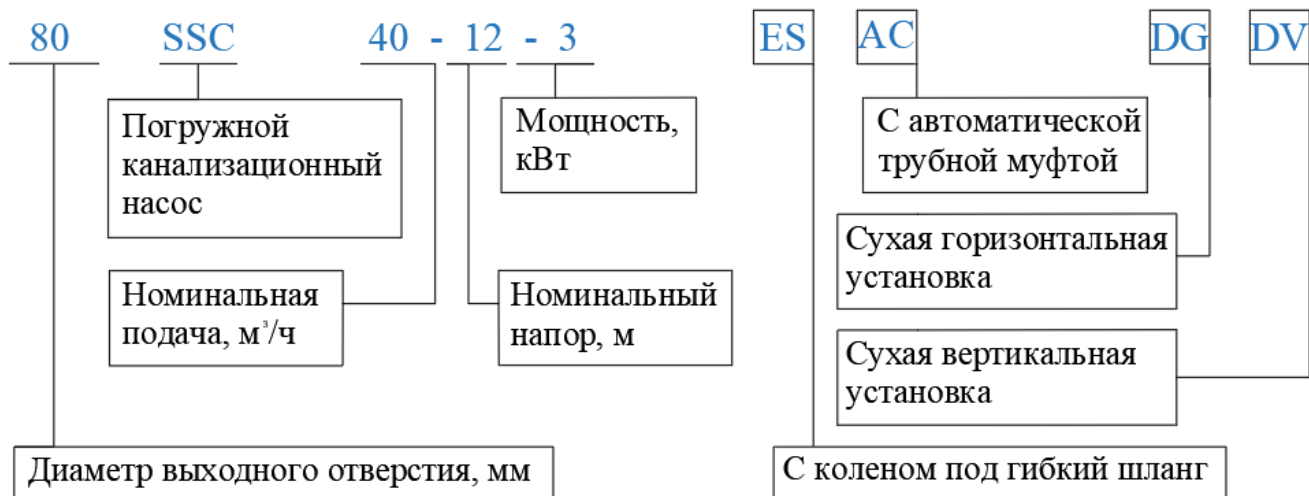 80 SSC 40 - 12 - 3 ES AC DG DV
Погружной
канализационный
насос
Мощность,
кВт
С автоматической
трубной муфтой
Сухая горизонтальная
установка
Номинальная
подача, м³/ч
Номинальный
напор, м
Сухая вертикальная
установка
Диаметр выходного отверстия, мм
С коленом под гибкий шланг